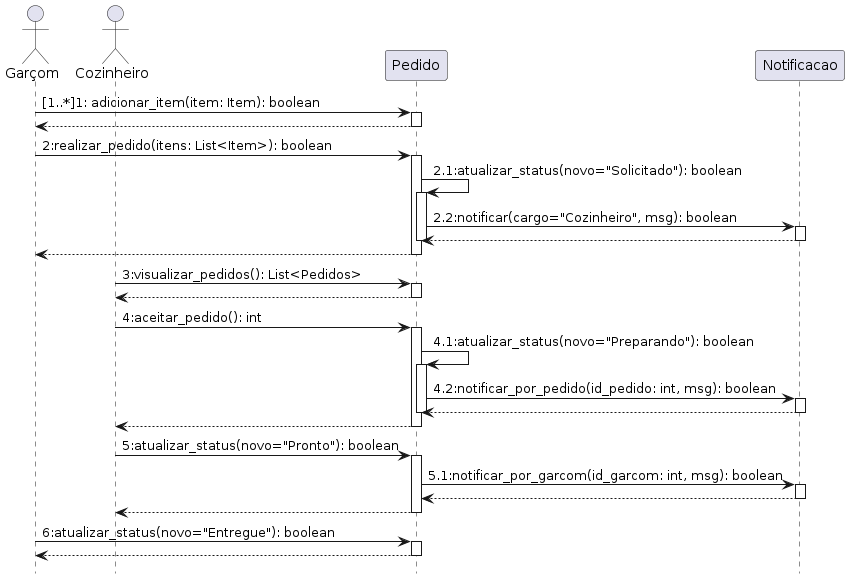 Garçom
Cozinheiro
Pedido
Notificacao
[1..*]1: adicionar_item(item: Item): boolean
2:realizar_pedido(itens: List<Item>): boolean
2.1:atualizar_status(novo="Solicitado"): boolean
2.2:notificar(cargo="Cozinheiro", msg): boolean
3:visualizar_pedidos(): List<Pedidos>
4:aceitar_pedido(): int
4.1:atualizar_status(novo="Preparando"): boolean
4.2:notificar_por_pedido(id_pedido: int, msg): boolean
5:atualizar_status(novo="Pronto"): boolean
5.1:notificar_por_garcom(id_garcom: int, msg): boolean
6:atualizar_status(novo="Entregue"): boolean